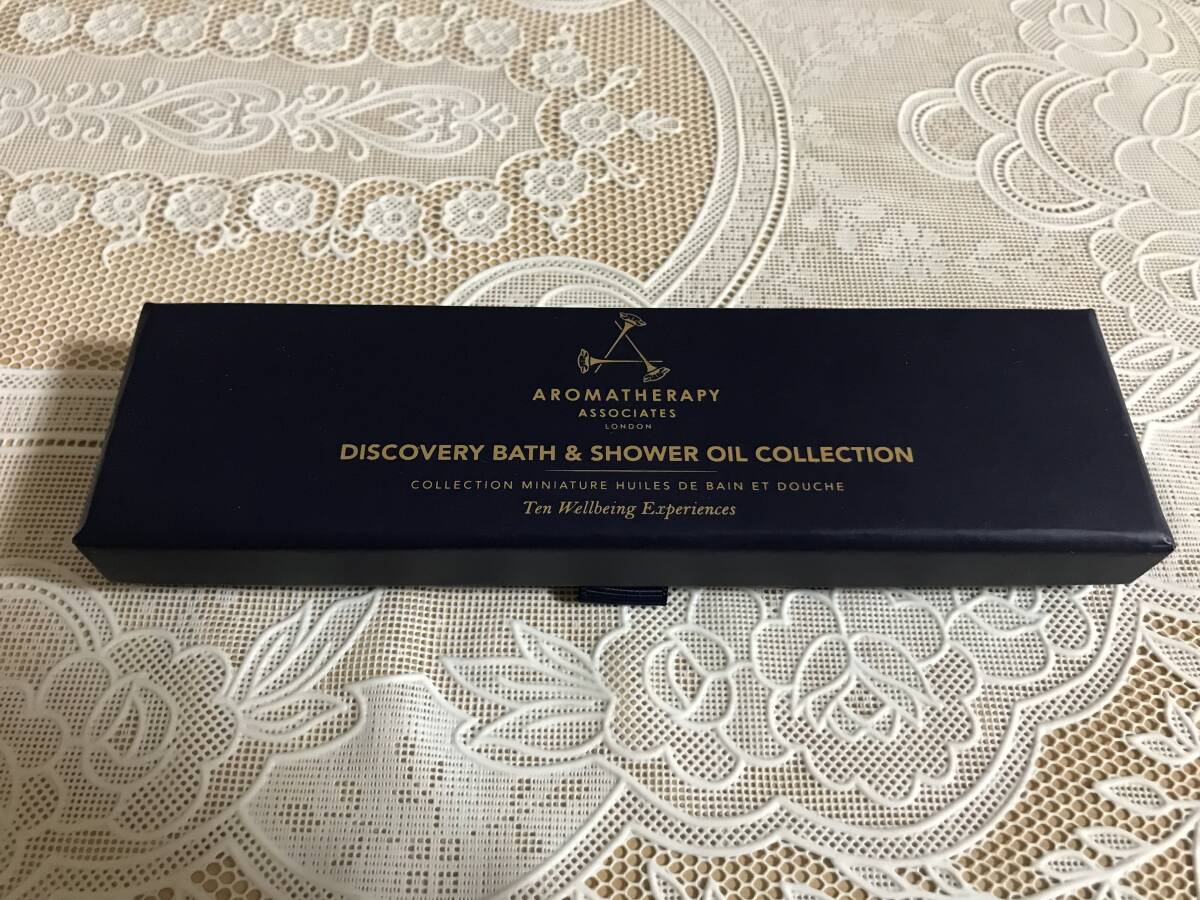 AROMATHERAPY
ASSOCIATES
LONDON
DISCOVERY BATH & SHOWER OIL COLLECTION
COLLECTION MINIATURE HUILES DE BAIN ET DOUCHE
Ten Wellbeing Experiences